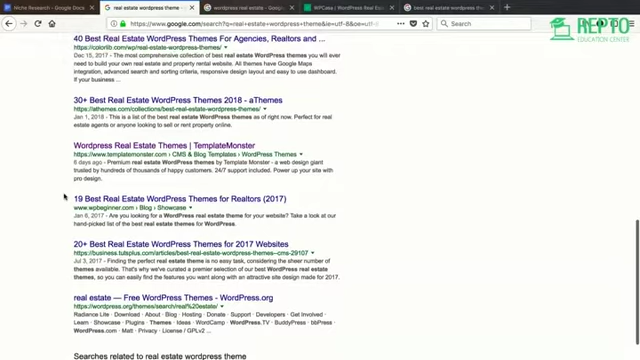 Niche Research - Google Docs
real estate wordpress theme
wordpress real estate
WPCasa | WordPress Real Estate
best real estate wordpress
https://www.google.com/search?q=real+estate+wordpress+theme&ie=utf-8&oe=utf-
Search
REPTO
EDUCATION CENTER
40 Best Real Estate WordPress Themes For Agencies, Realtors and ...
https://colorlib.com/wp/real-estate-wordpress-themes/
Dec 15, 2017 - The most comprehensive collection of best real estate WordPress themes you will
ever need to build your own real estate and property rental website. All themes have Google Maps
integration, advanced search and sorting criteria, responsive design layout and easy to use dashboard.
If your business ...
30+ Best Real Estate WordPress Themes 2018 - aThemes
https://athemes.com/collections/best-real-estate-wordpress-themes/
Jan 1, 2018 - This is a list of the best real estate WordPress themes as of right now. Perfect for
real estate agents or anyone looking to sell or rent property online.
Wordpress Real Estate Themes | TemplateMonster
https://www.templatemonster.com › CMS & Blog Templates › WordPress Themes
6 days ago - Premium real estate WordPress themes by Template Monster - a web design giant
trusted by hundreds of thousands of happy customers. 24/7 support included. Power up your site with
pro design.
19 Best Real Estate WordPress Themes for Realtors (2017)
www.wpbeginner.com › Blog › Showcase
Jan 6, 2017 - Are you looking for a WordPress real estate theme for your website? Take a look at our
hand-picked list of the best real estate themes for WordPress.
20+ Best Real Estate WordPress Themes for 2017 Websites
https://business.tutsplus.com/articles/best-real-estate-wordpress-themes--cms-29107
Jul 3, 2017 - Finding the perfect real estate theme is no easy task, considering the sheer number of
themes available. That's why we've curated a premier selection of our best WordPress real estate
themes, so you can easily find the features you want along with an attractive site design made for 2017.
real estate — Free WordPress Themes - WordPress.org
https://wordpress.org/themes/search/real%20estate/
Radiance Lite · Download · About · Blog · Hosting · Donate · Support · Developers · Get Involved ·
Learn · Showcase · Plugins · Themes · Ideas · WordCamp · WordPress.TV · BuddyPress · bbPress ·
WordPress.com · Matt · Privacy · License / GPLv2 ...
Searches related to real estate wordpress theme